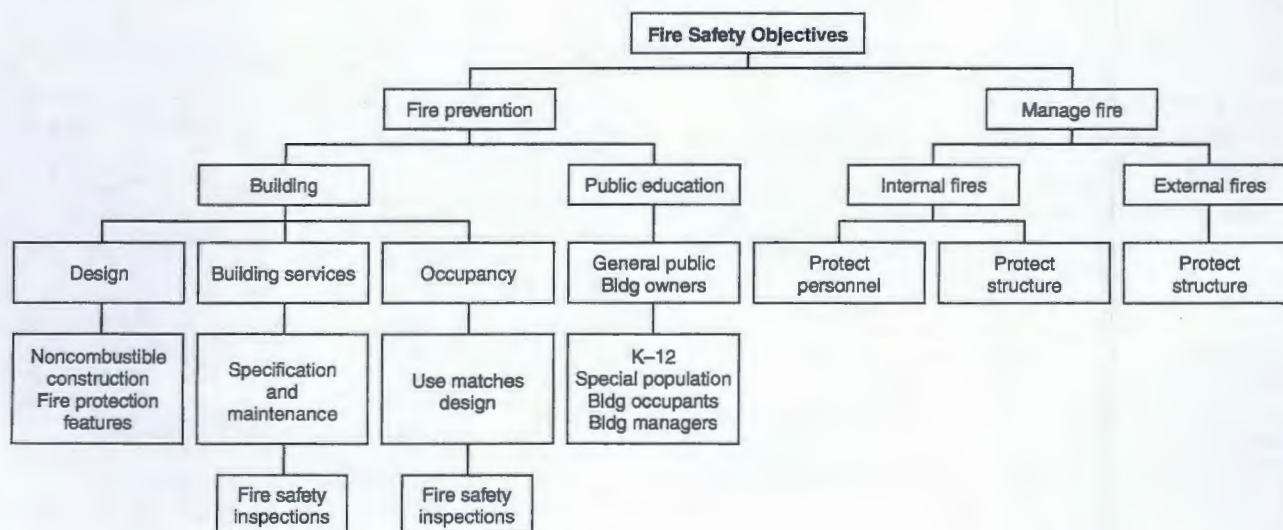 Fire Safety Objectives
Fire prevention
Manage fire
Building
Public education
Internal fires
External fires
Design
Building services
Occupancy
General public
Bldg owners
Protect
personnel
Protect
structure
Protect
structure
Noncombustible
construction
Fire protection
features
Specification
and
maintenance
Use matches
design
K–12
Special population
Bldg occupants
Bldg managers
Fire safety
inspections
Fire safety
inspections